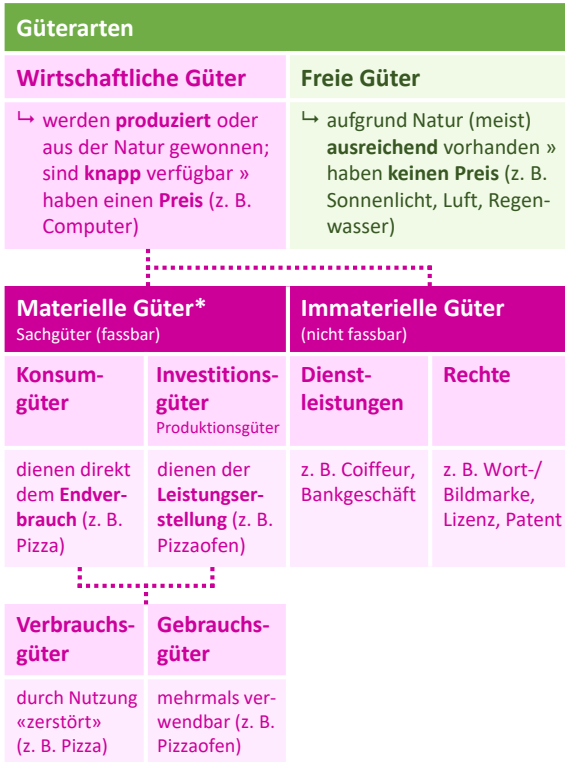 Güterarten
Wirtschaftliche Güter
↳ werden produziert oder
aus der Natur gewonnen;
sind knapp verfügbar »
haben einen Preis (z. B.
Computer)
Freie Güter
↳ aufgrund Natur (meist)
ausreichend vorhanden »
haben keinen Preis (z. B.
Sonnenlicht, Luft, Regen-
wasser)
Materielle Güter*
Sachgüter (fassbar)
Immaterielle Güter
(nicht fassbar)
Konsum-
güter
Investitions-
güter
Produktionsgüter
Dienst-
leistungen
Rechte
dienen direkt
dem Endver-
brauch (z. B.
Pizza)
dienen der
Leistungser-
stellung (z. B.
Pizzaofen)
z. B. Coiffeur,
Bankgeschäft
z. B. Wort-/
Bildmarke,
Lizenz, Patent
Verbrauchs-
güter
Gebrauchs-
güter
durch Nutzung
«zerstört»
(z. B. Pizza)
mehrmals ver-
wendbar (z. B.
Pizzaofen)